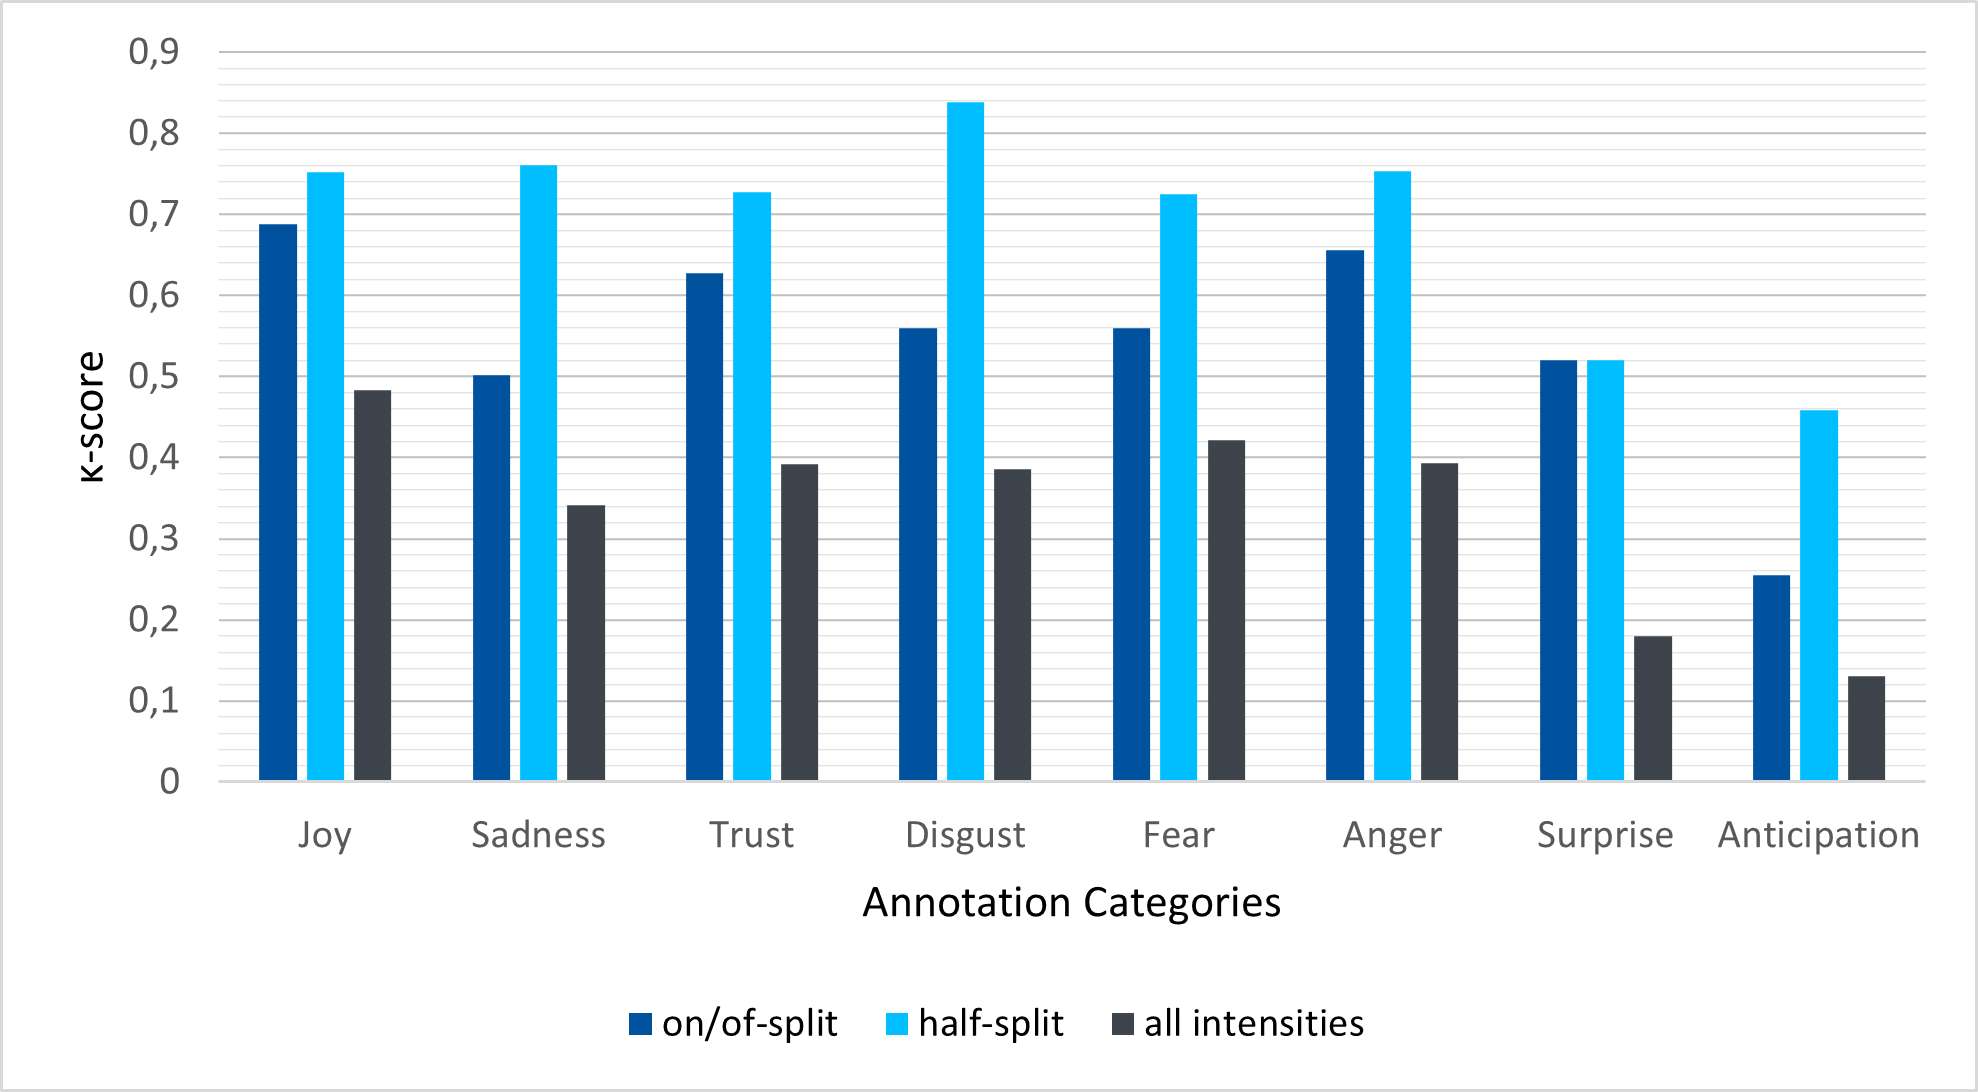 0,9
0,8
0,7
0,6
0,5
0,4
0,3
0,2
0,1
0
κ-score
Joy Sadness Trust Disgust Fear Anger Surprise Anticipation
Annotation Categories
on/of-split half-split all intensities